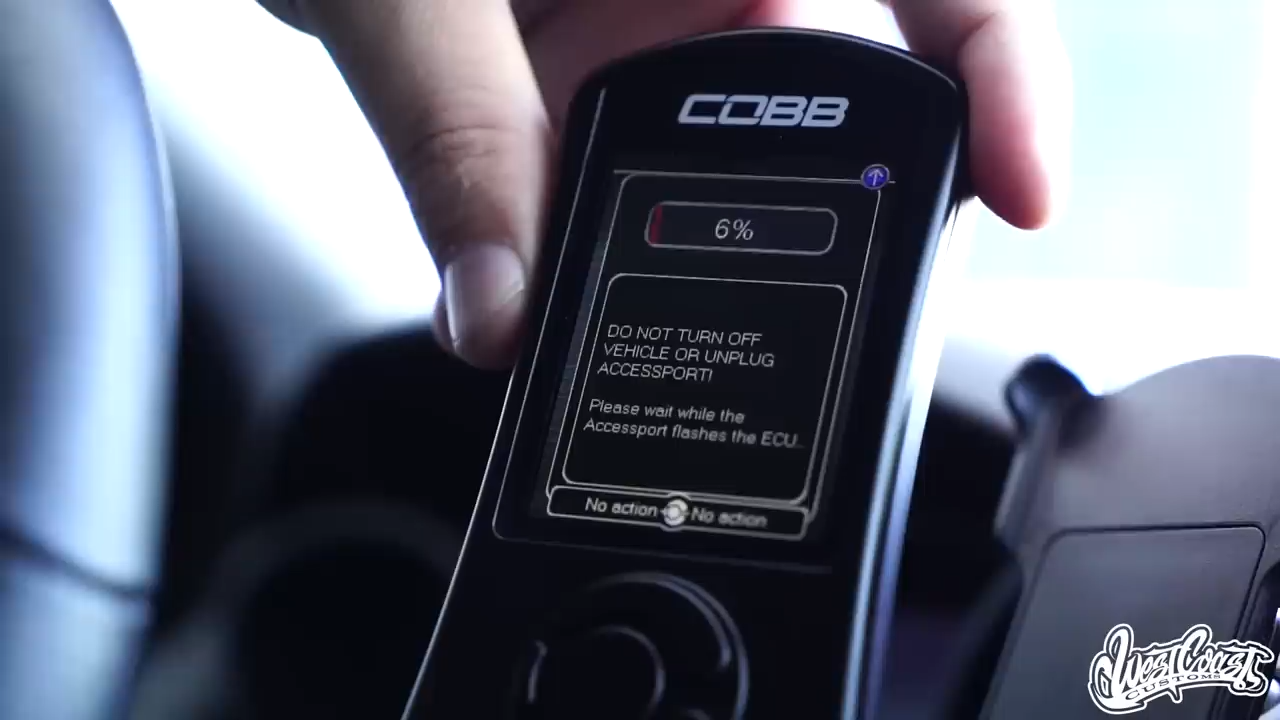 COBB
6%
DO NOT TURN OFF
VEHICLE OR UNPLUG
ACCESSPORT!
Please wait while the
Accessport flashes the ECU..
No action
No action
West Coast
CUSTOMS